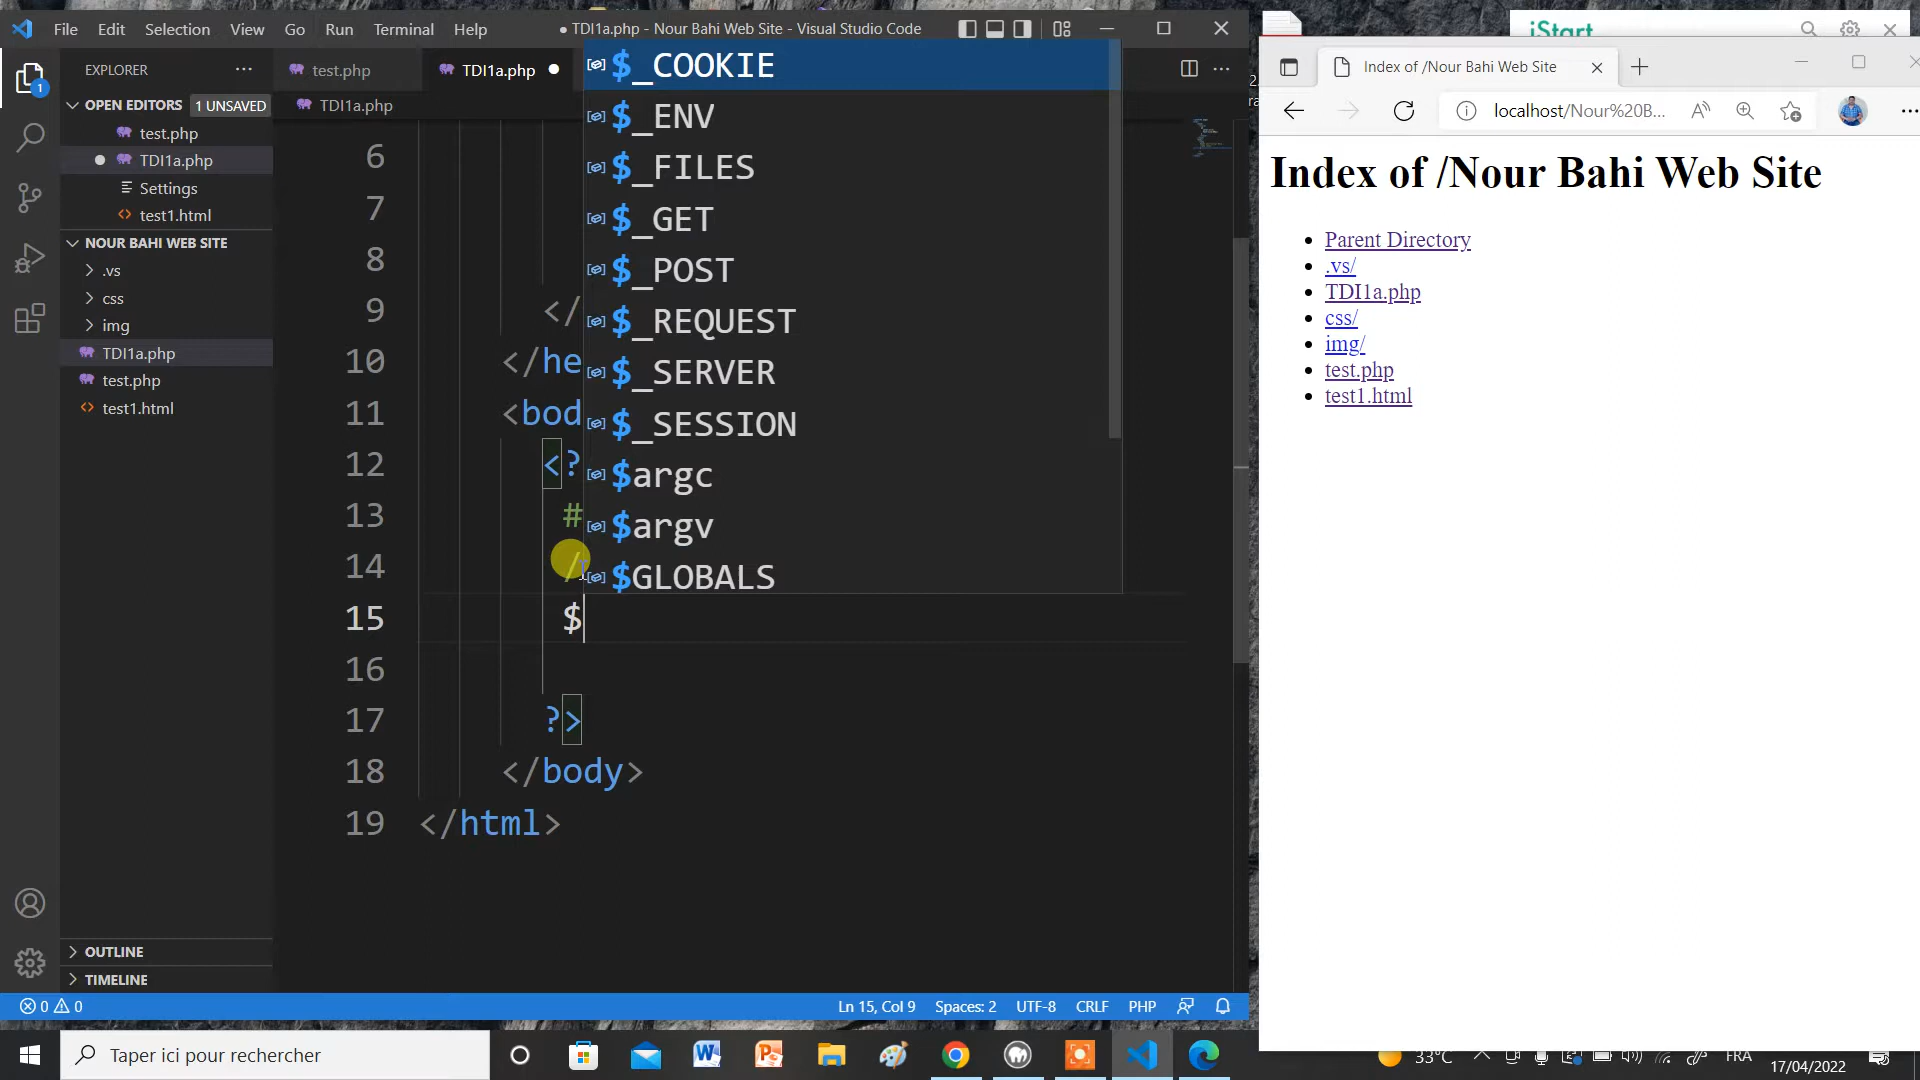 File Edit Selection View Go Run Terminal Help
● TDI1a.php - Nour Bahi Web Site - Visual Studio Code
EXPLORER ···
OPEN EDITORS 1 UNSAVED
test.php
TDI1a.php
Settings
test1.html
NOUR BAHI WEB SITE
.vs
css
img
TDI1a.php
test.php
test1.html
OUTLINE
TIMELINE
1
test.php
TDI1a.php ●
TDI1a.php
6
7
8
9 </
10 </he
11 <bod
12 <?
13 #
14 /
15 $
16
17 ?>
18 </body>
19 </html>
$_COOKIE
$_ENV
$_FILES
$_GET
$_POST
$_REQUEST
$_SERVER
$_SESSION
$argc
$argv
$GLOBALS
0 0
Ln 15, Col 9 Spaces: 2 UTF-8 CRLF PHP
iStart
Index of /Nour Bahi Web Site
localhost/Nour%20B...
Index of /Nour Bahi Web Site
Parent Directory
.vs/
TDI1a.php
css/
img/
test.php
test1.html
Taper ici pour rechercher
33°C
FRA
17/04/2022